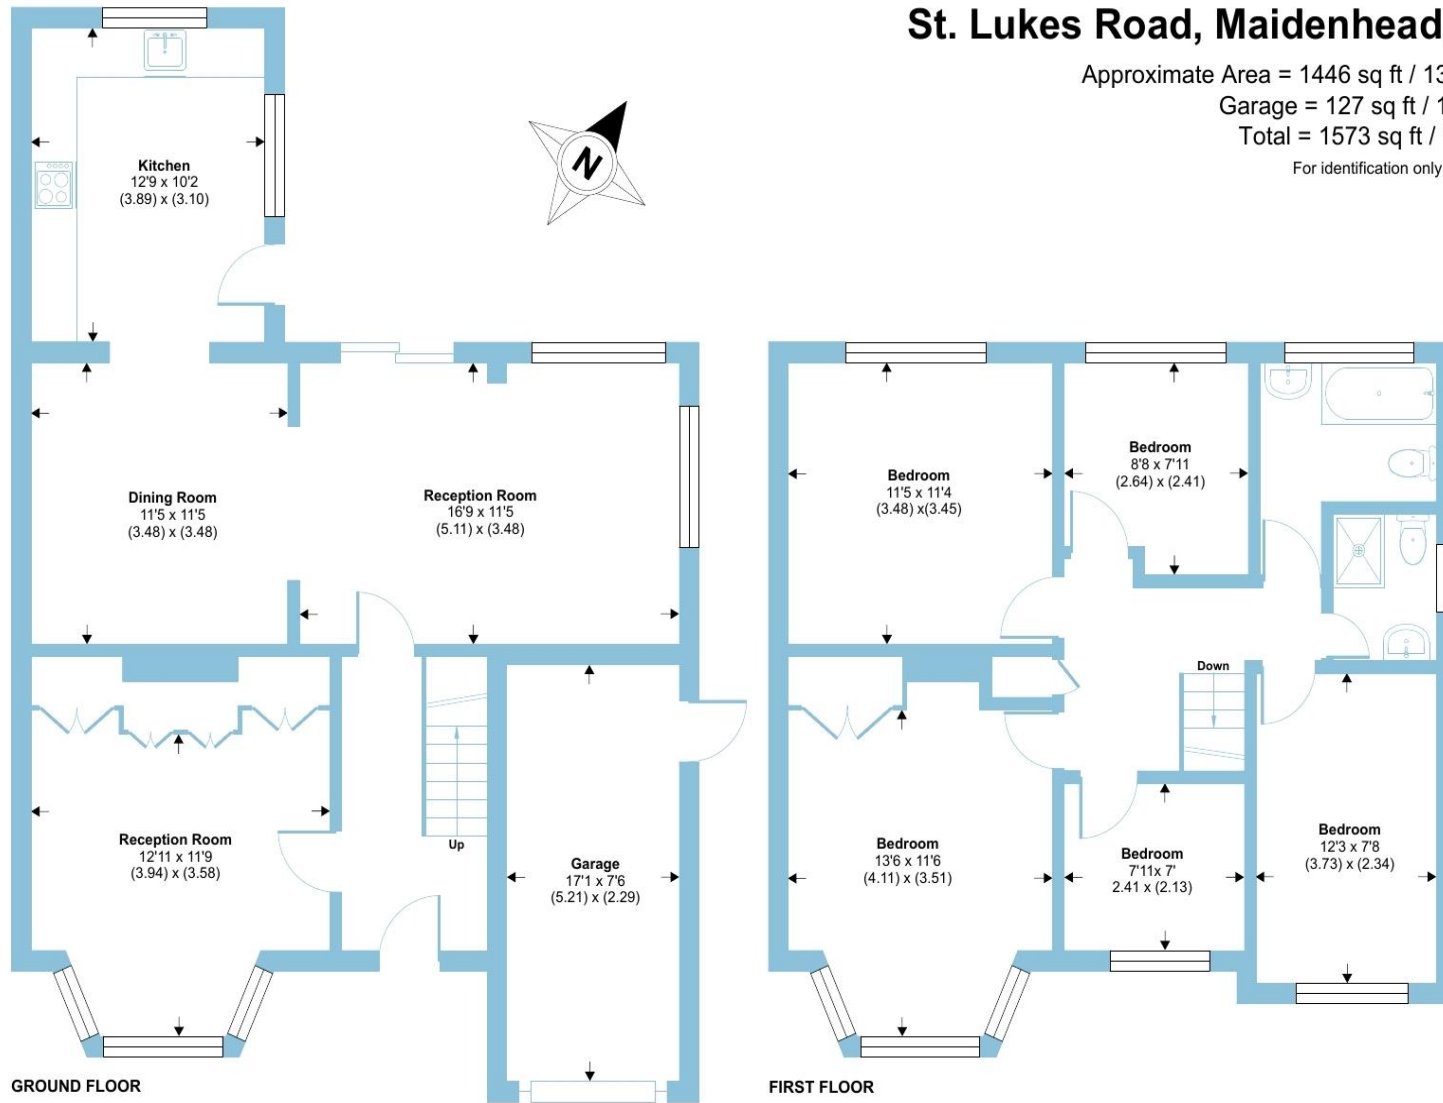 St. Lukes Road, Maidenhead
Approximate Area = 1446 sq ft / 13
Garage = 127 sq ft / 1
Total = 1573 sq ft /
For identification only
N
Kitchen
12'9 x 10'2
(3.89) x (3.10)
Dining Room
11'5 x 11'5
(3.48) x (3.48)
Reception Room
16'9 x 11'5
(5.11) x (3.48)
Reception Room
12'11 x 11'9
(3.94) x (3.58)
Up
Garage
17'1 x 7'6
(5.21) x (2.29)
GROUND FLOOR
Bedroom
11'5 x 11'4
(3.48) x(3.45)
Bedroom
8'8 x 7'11
(2.64) x (2.41)
Down
Bedroom
13'6 x 11'6
(4.11) x (3.51)
Bedroom
7'11x 7'
2.41 x (2.13)
Bedroom
12'3 x 7'8
(3.73) x (2.34)
FIRST FLOOR